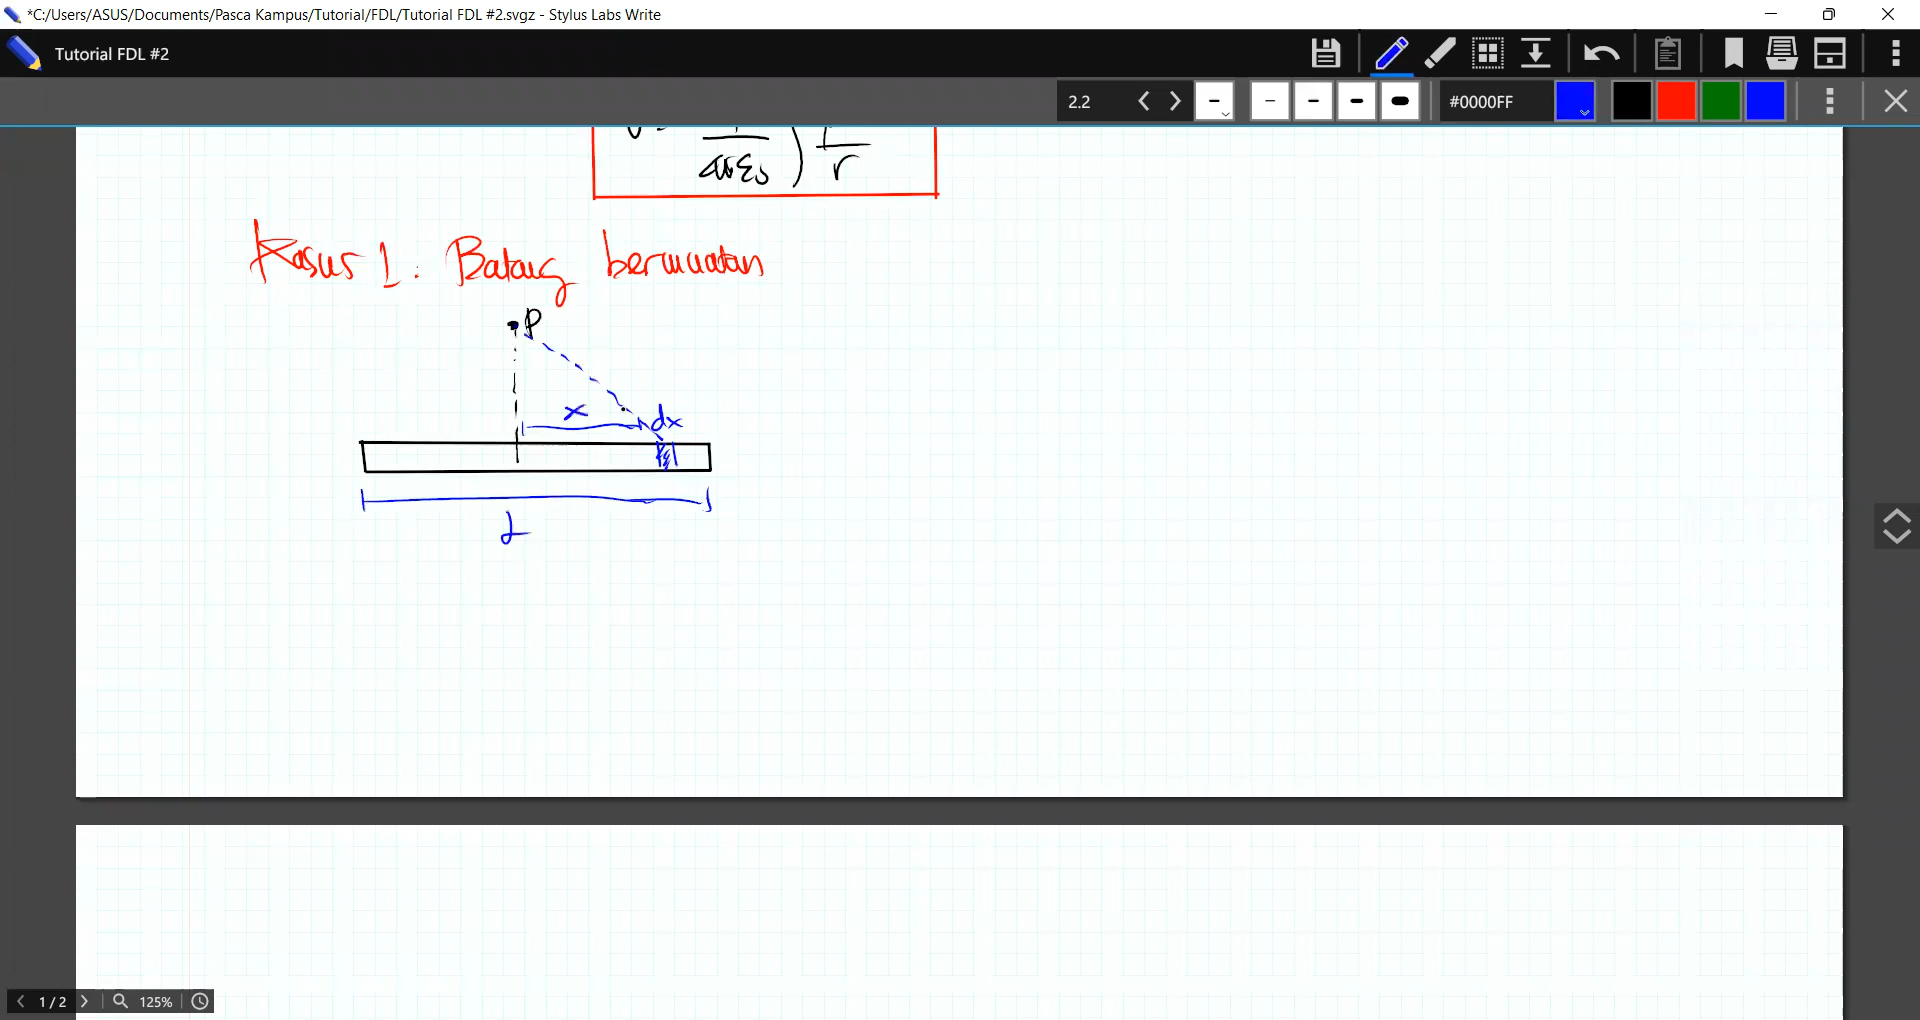 *C:/Users/ASUS/Documents/Pasca Kampus/Tutorial/FDL/Tutorial FDL #2.svgz - Stylus Labs Write
Tutorial FDL #2
2.2
#0000FF
4πε₀ ) r
Kasus 1. Batang bermuatan
P
x dx
L
1/2 125%